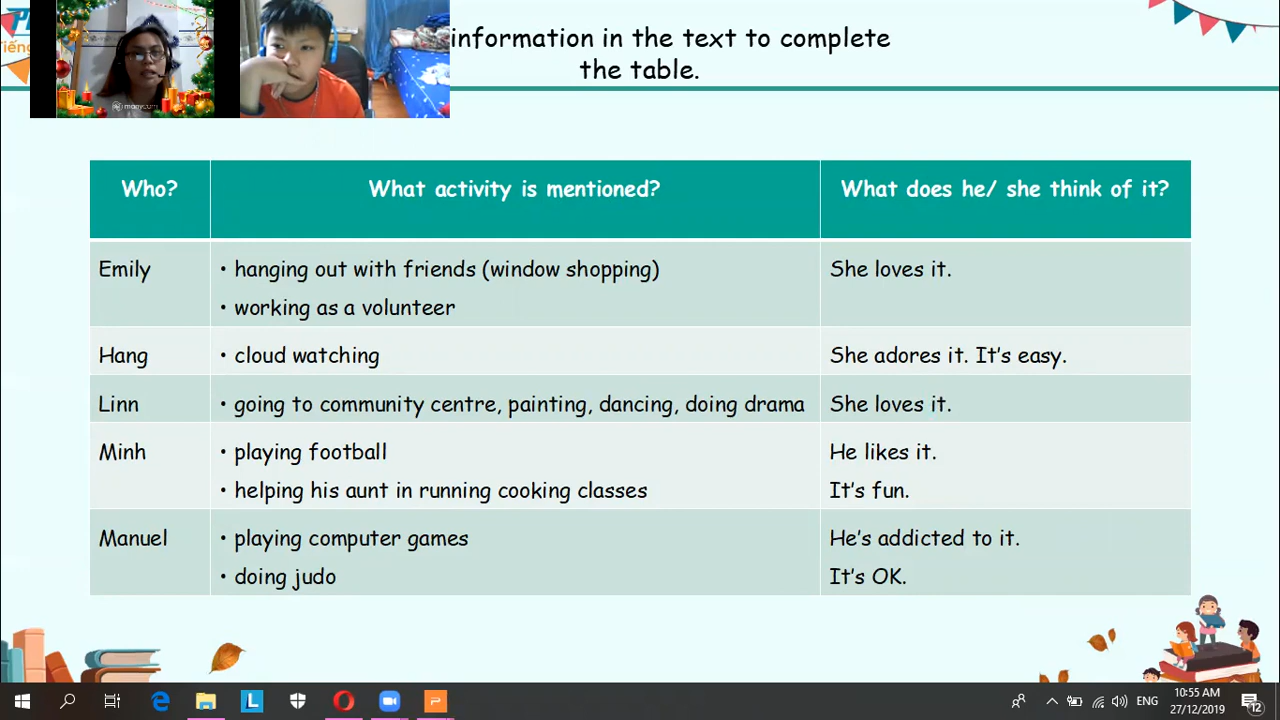 information in the text to complete
the table.
Who? What activity is mentioned? What does he/ she think of it?
Emily • hanging out with friends (window shopping) She loves it.
• working as a volunteer
Hang • cloud watching She adores it. It's easy.
Linn • going to community centre, painting, dancing, doing drama She loves it.
Minh • playing football He likes it.
• helping his aunt in running cooking classes It's fun.
Manuel • playing computer games He's addicted to it.
• doing judo It's OK.
ENG
10:55 AM
27/12/2019
12